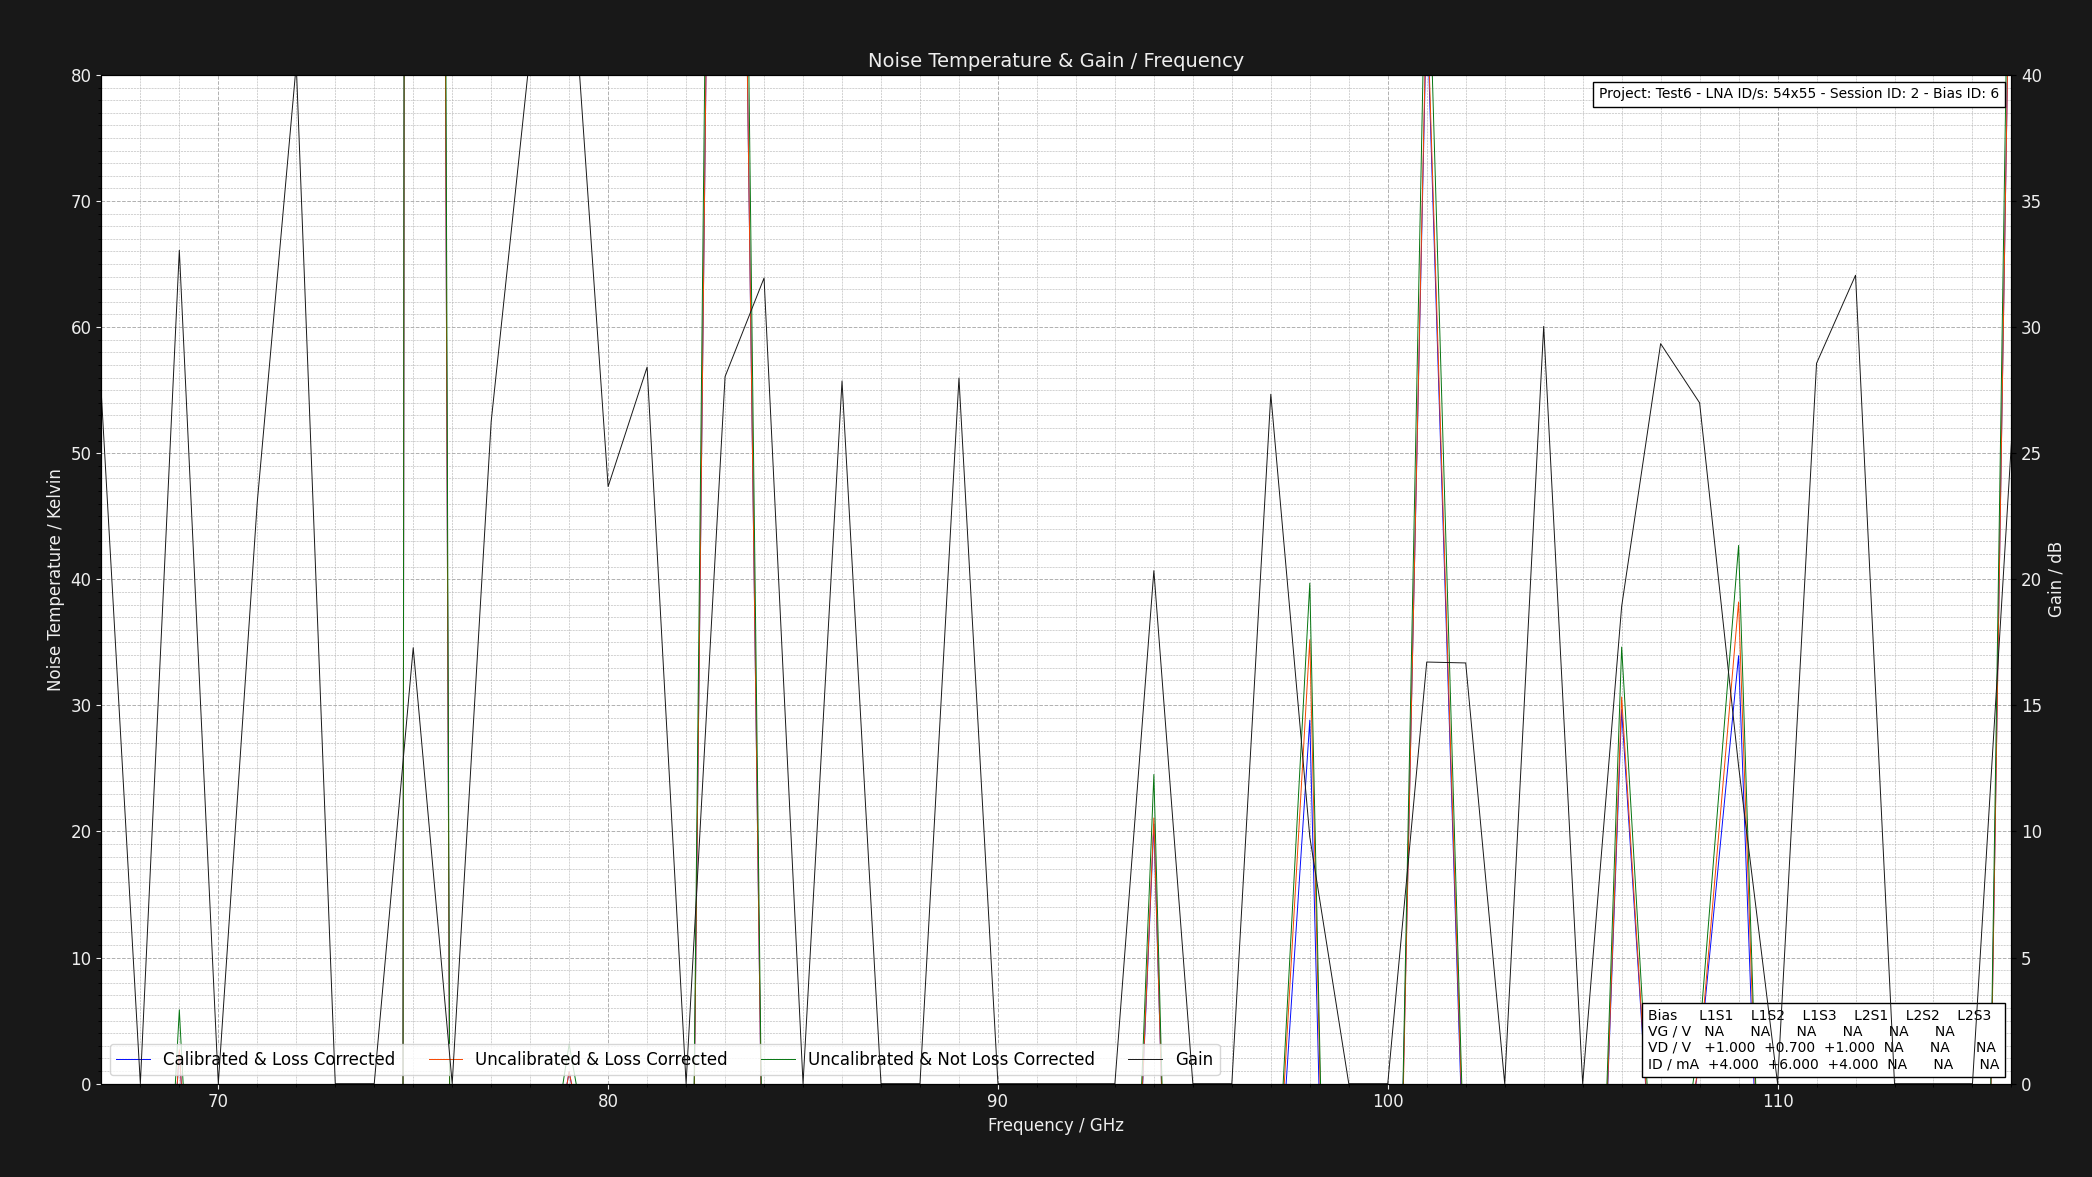 Noise Temperature & Gain / Frequency
Project: Test6 - LNA ID/s: 54x55 - Session ID: 2 - Bias ID: 6
80
70
60
50
40
30
20
10
0
Noise Temperature / Kelvin
40
35
30
25
20
15
10
5
0
Gain / dB
Bias L1S1 L1S2 L1S3 L2S1 L2S2 L2S3
VG / V NA NA NA NA NA NA
VD / V +1.000 +0.700 +1.000 NA NA NA
ID / mA +4.000 +6.000 +4.000 NA NA NA
Calibrated & Loss Corrected Uncalibrated & Loss Corrected Uncalibrated & Not Loss Corrected Gain
70 80 90 100 110
Frequency / GHz